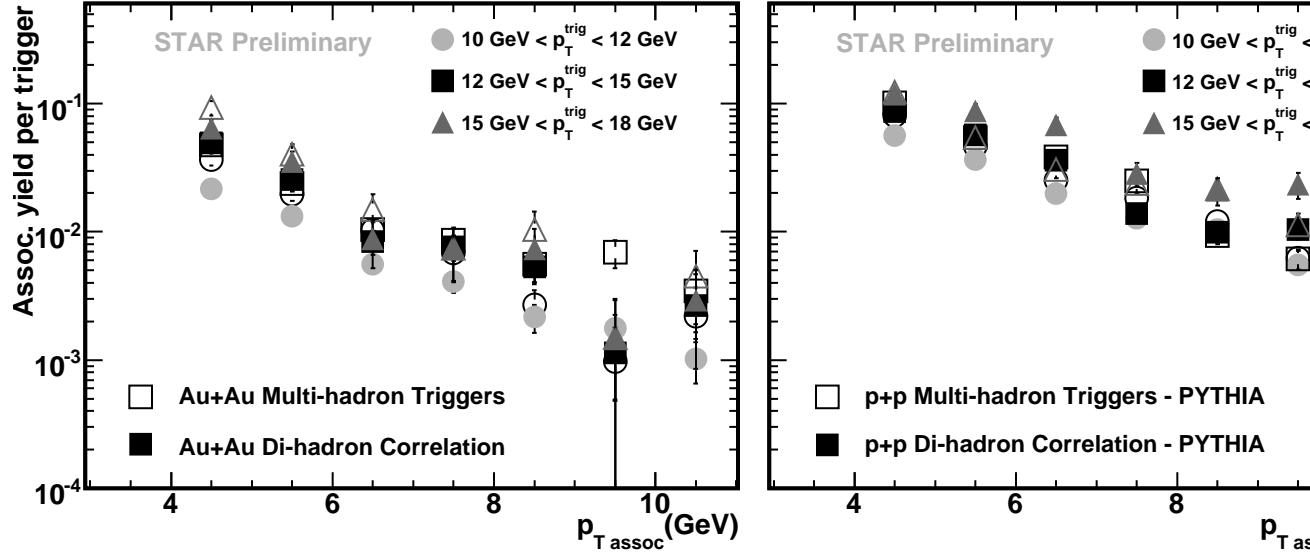 Assoc. yield per trigger
STAR Preliminary
10 GeV < p_T^trig < 12 GeV
12 GeV < p_T^trig < 15 GeV
15 GeV < p_T^trig < 18 GeV
10^-1
10^-2
10^-3
10^-4
Au+Au Multi-hadron Triggers
Au+Au Di-hadron Correlation
4 6 8 10
p_T assoc (GeV)
STAR Preliminary
10 GeV < p_T^trig <
12 GeV < p_T^trig <
15 GeV < p_T^trig <
p+p Multi-hadron Triggers - PYTHIA
p+p Di-hadron Correlation - PYTHIA
4 6 8
p_T as